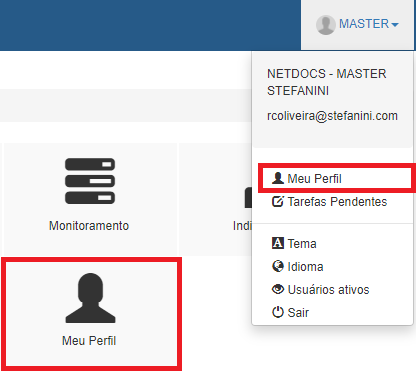 MASTER
NETDOCS - MASTER
STEFANINI
rcoliveira@stefanini.com
Meu Perfil
Tarefas Pendentes
Tema
Idioma
Usuários ativos
Sair
Monitoramento
Indi
Meu Perfil